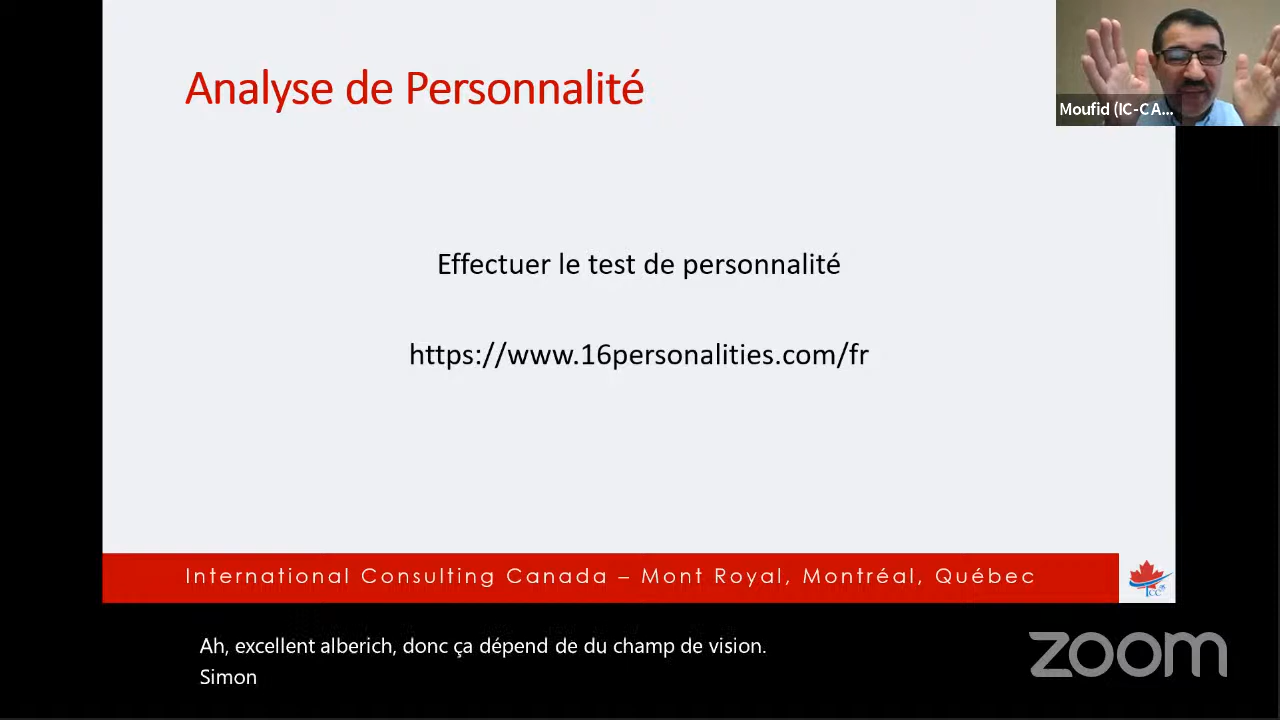 Analyse de Personnalité
Moufid (IC-CA...
Effectuer le test de personnalité
https://www.16personalities.com/fr
International Consulting Canada – Mont Royal, Montréal, Québec
ICC
Ah, excellent alberich, donc ça dépend de du champ de vision.
Simon
zoom